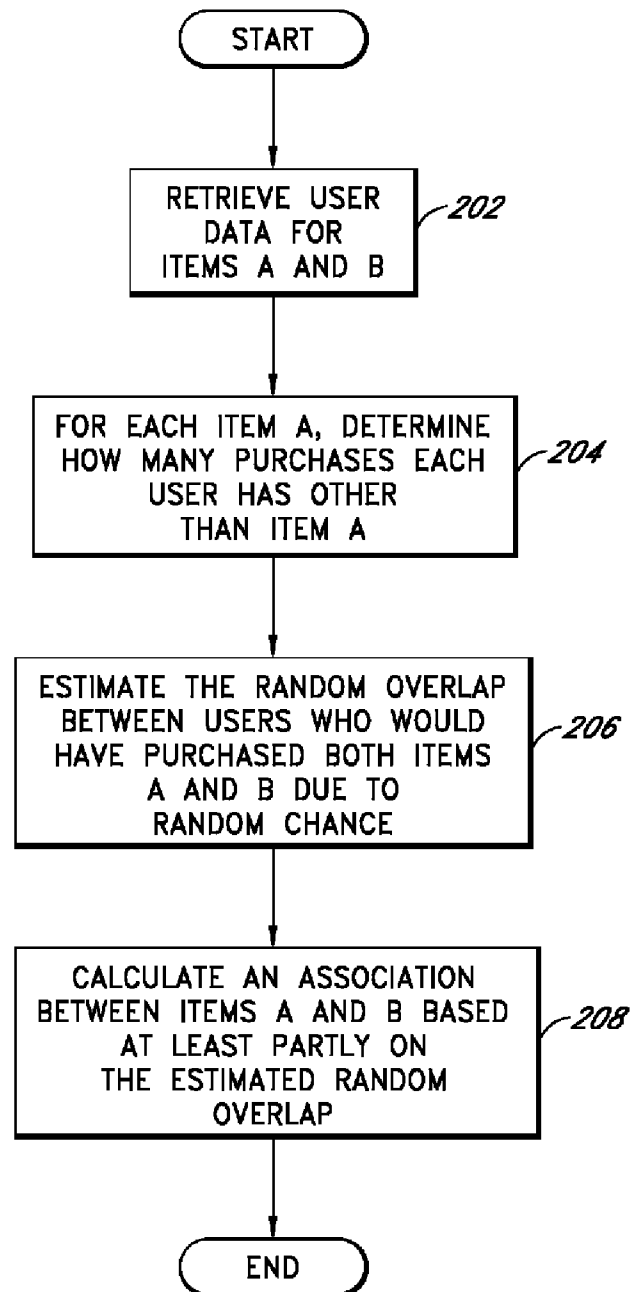 START
RETRIEVE USER
DATA FOR
ITEMS A AND B
202
FOR EACH ITEM A, DETERMINE
HOW MANY PURCHASES EACH
USER HAS OTHER
THAN ITEM A
204
ESTIMATE THE RANDOM OVERLAP
BETWEEN USERS WHO WOULD
HAVE PURCHASED BOTH ITEMS
A AND B DUE TO
RANDOM CHANCE
206
CALCULATE AN ASSOCIATION
BETWEEN ITEMS A AND B BASED
AT LEAST PARTLY ON
THE ESTIMATED RANDOM
OVERLAP
208
END